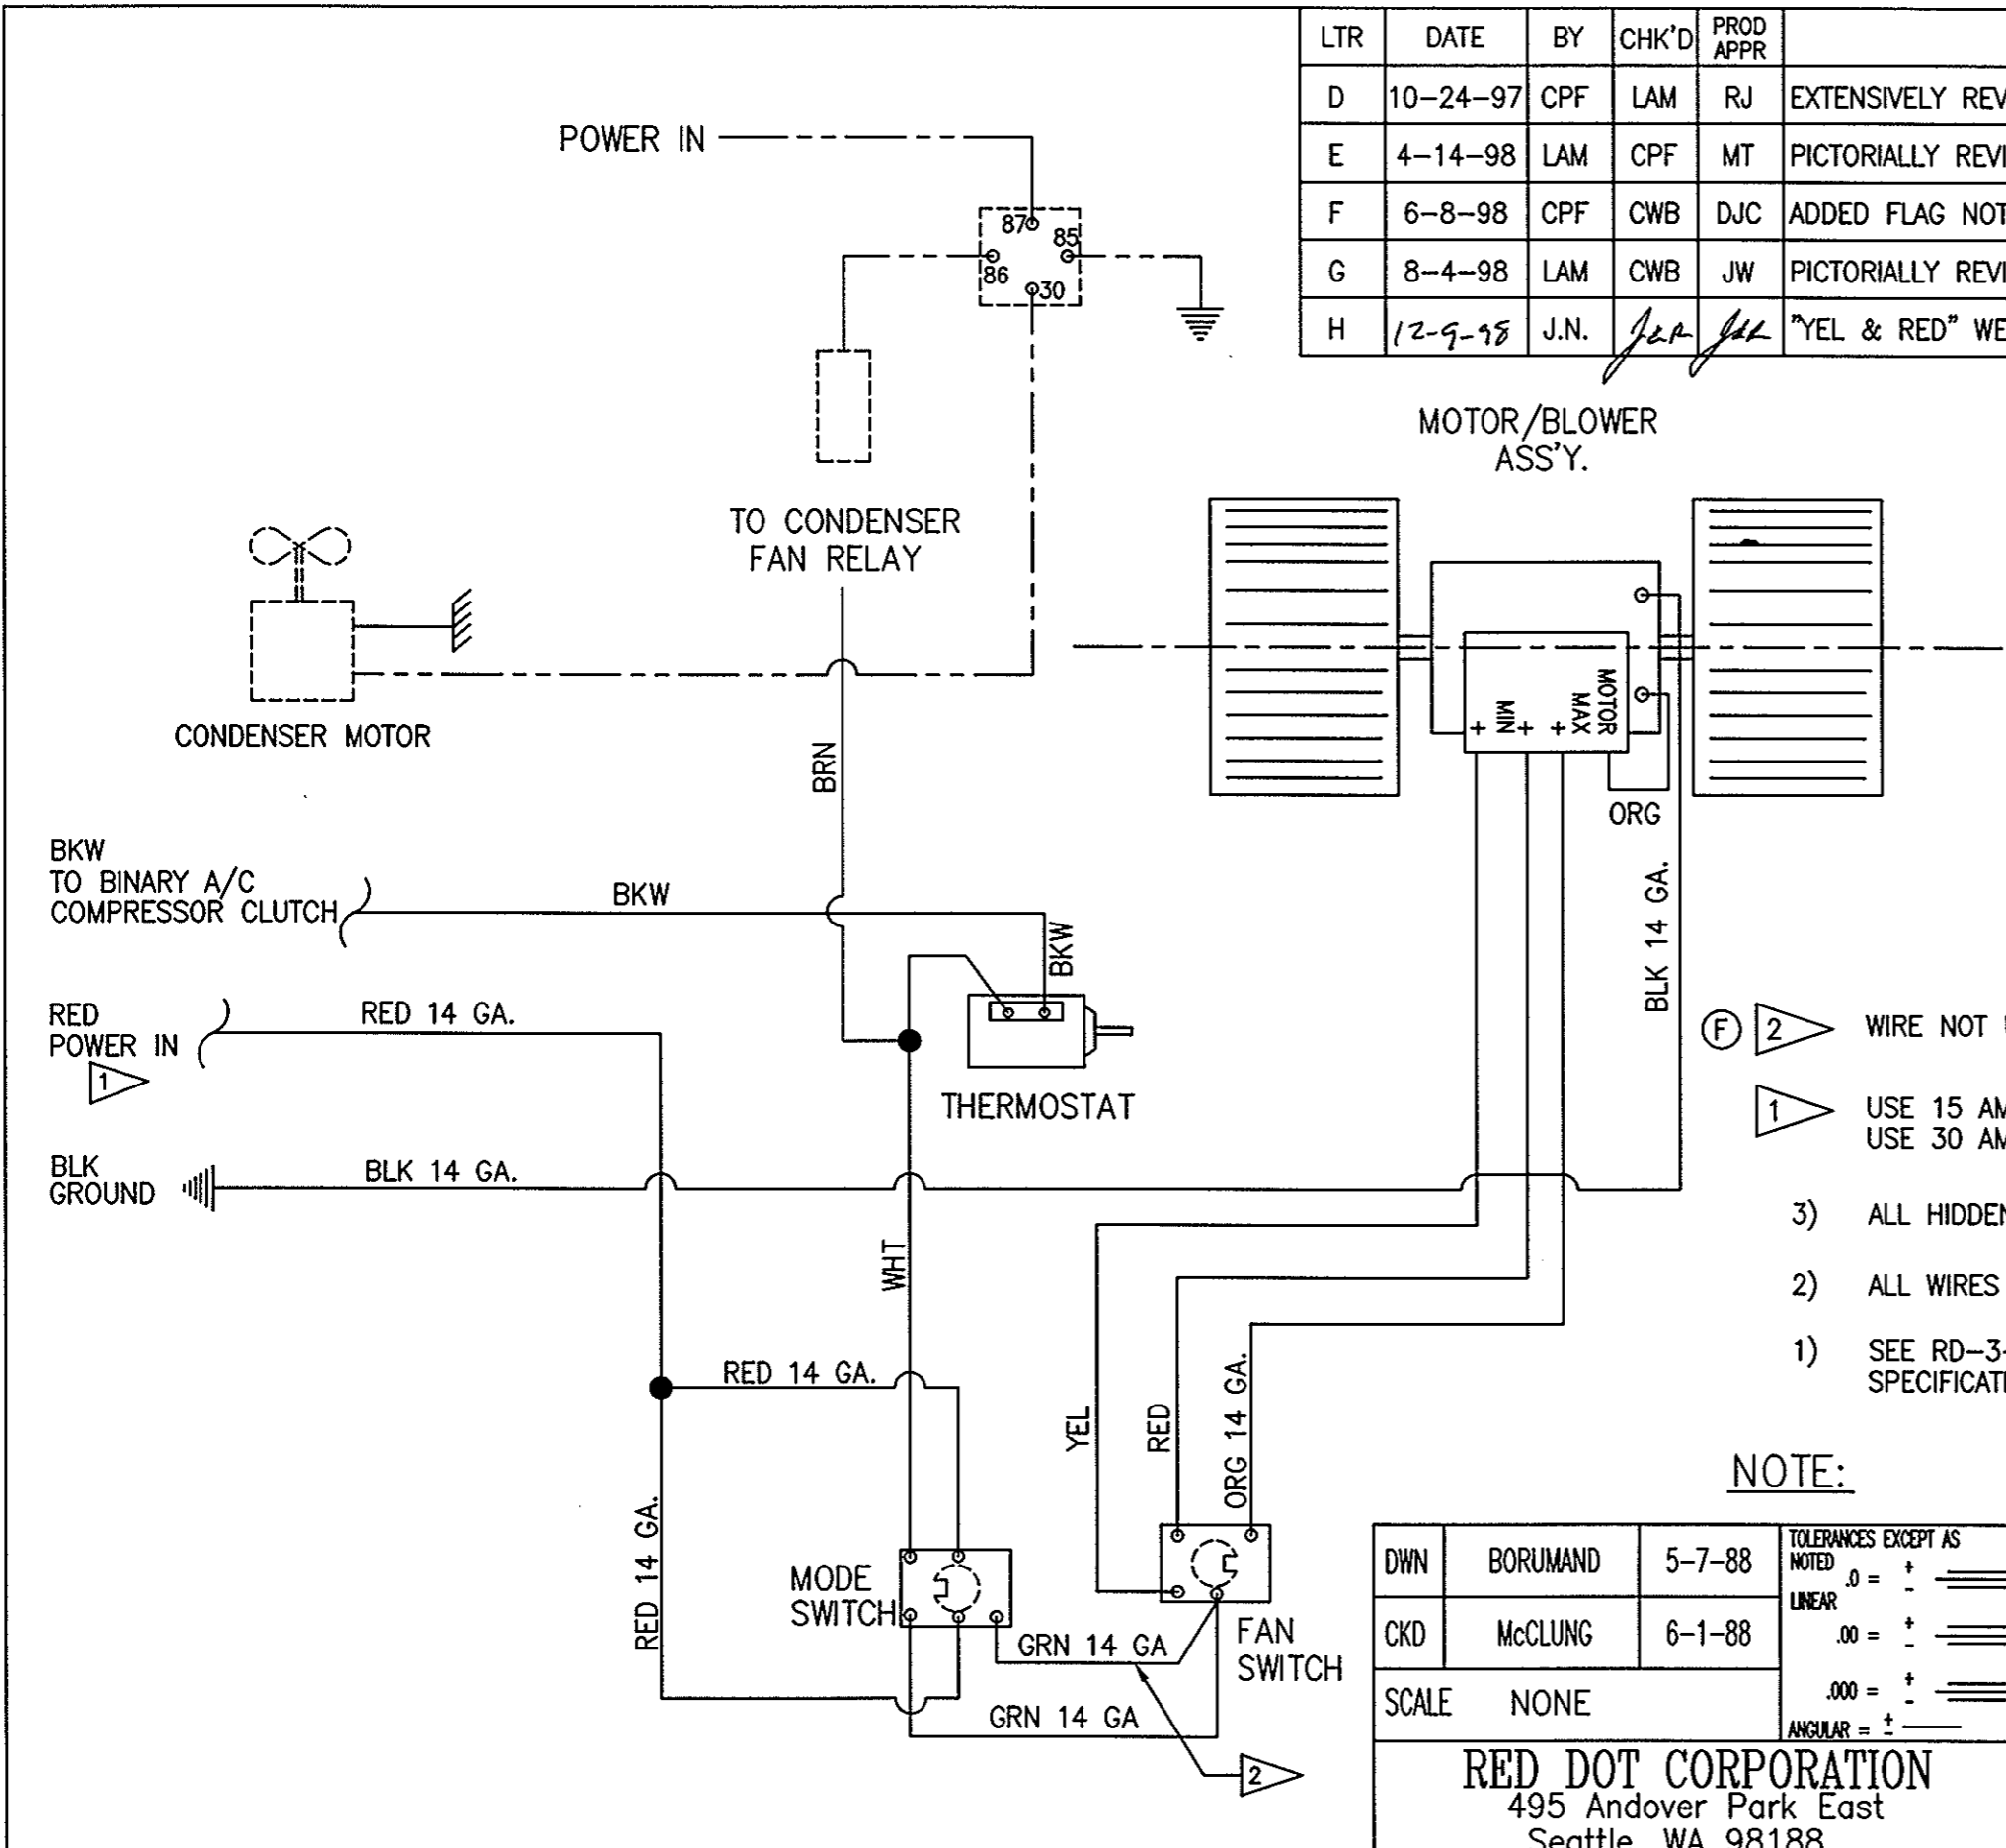 LTR DATE BY CHK'D PROD APPR
D 10-24-97 CPF LAM RJ EXTENSIVELY REV
E 4-14-98 LAM CPF MT PICTORIALLY REVI
F 6-8-98 CPF CWB DJC ADDED FLAG NOT
G 8-4-98 LAM CWB JW PICTORIALLY REVI
H 12-9-98 J.N. "YEL & RED" WE
POWER IN
87
85
86
30
MOTOR/BLOWER
ASS'Y.
TO CONDENSER
FAN RELAY
CONDENSER MOTOR
BRN
MOTOR
MAX
MIN
+ + +
ORG
BLK 14 GA.
BKW
TO BINARY A/C
COMPRESSOR CLUTCH
BKW
BKW
RED
POWER IN
1
RED 14 GA.
THERMOSTAT
BLK
GROUND
BLK 14 GA.
WHT
F 2 WIRE NOT
1 USE 15 AM
USE 30 AM
3) ALL HIDDEN
2) ALL WIRES
1) SEE RD-3-
SPECIFICATI
NOTE:
RED 14 GA.
RED 14 GA.
YEL
RED
ORG 14 GA.
MODE
SWITCH
FAN
SWITCH
GRN 14 GA
GRN 14 GA
2
DWN BORUMAND 5-7-88
CKD McCLUNG 6-1-88
SCALE NONE
TOLERANCES EXCEPT AS
NOTED
.0 = + -
LINEAR
.00 = + -
.000 = + -
ANGULAR = ±
RED DOT CORPORATION
495 Andover Park East
Seattle, WA 98188